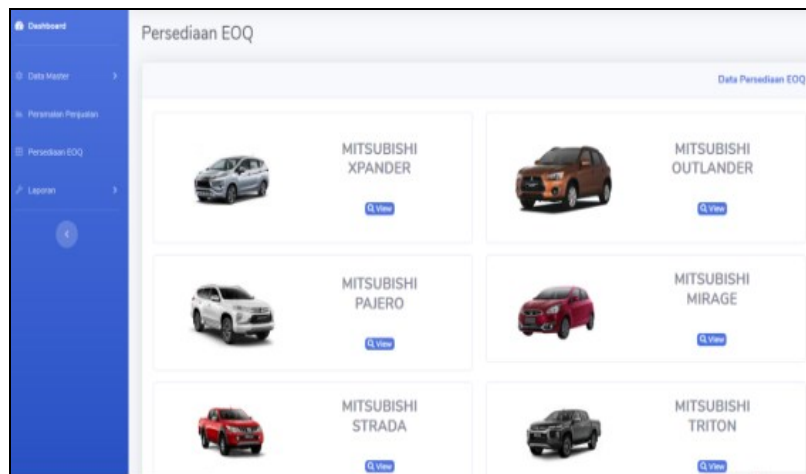 Dashboard
Data Master
Peramalan Penjualan
Persediaan EOQ
Laporan
Persediaan EOQ
Data Persediaan EOQ
MITSUBISHI
XPANDER
View
MITSUBISHI
OUTLANDER
View
MITSUBISHI
PAJERO
View
MITSUBISHI
MIRAGE
View
MITSUBISHI
STRADA
View
MITSUBISHI
TRITON
View